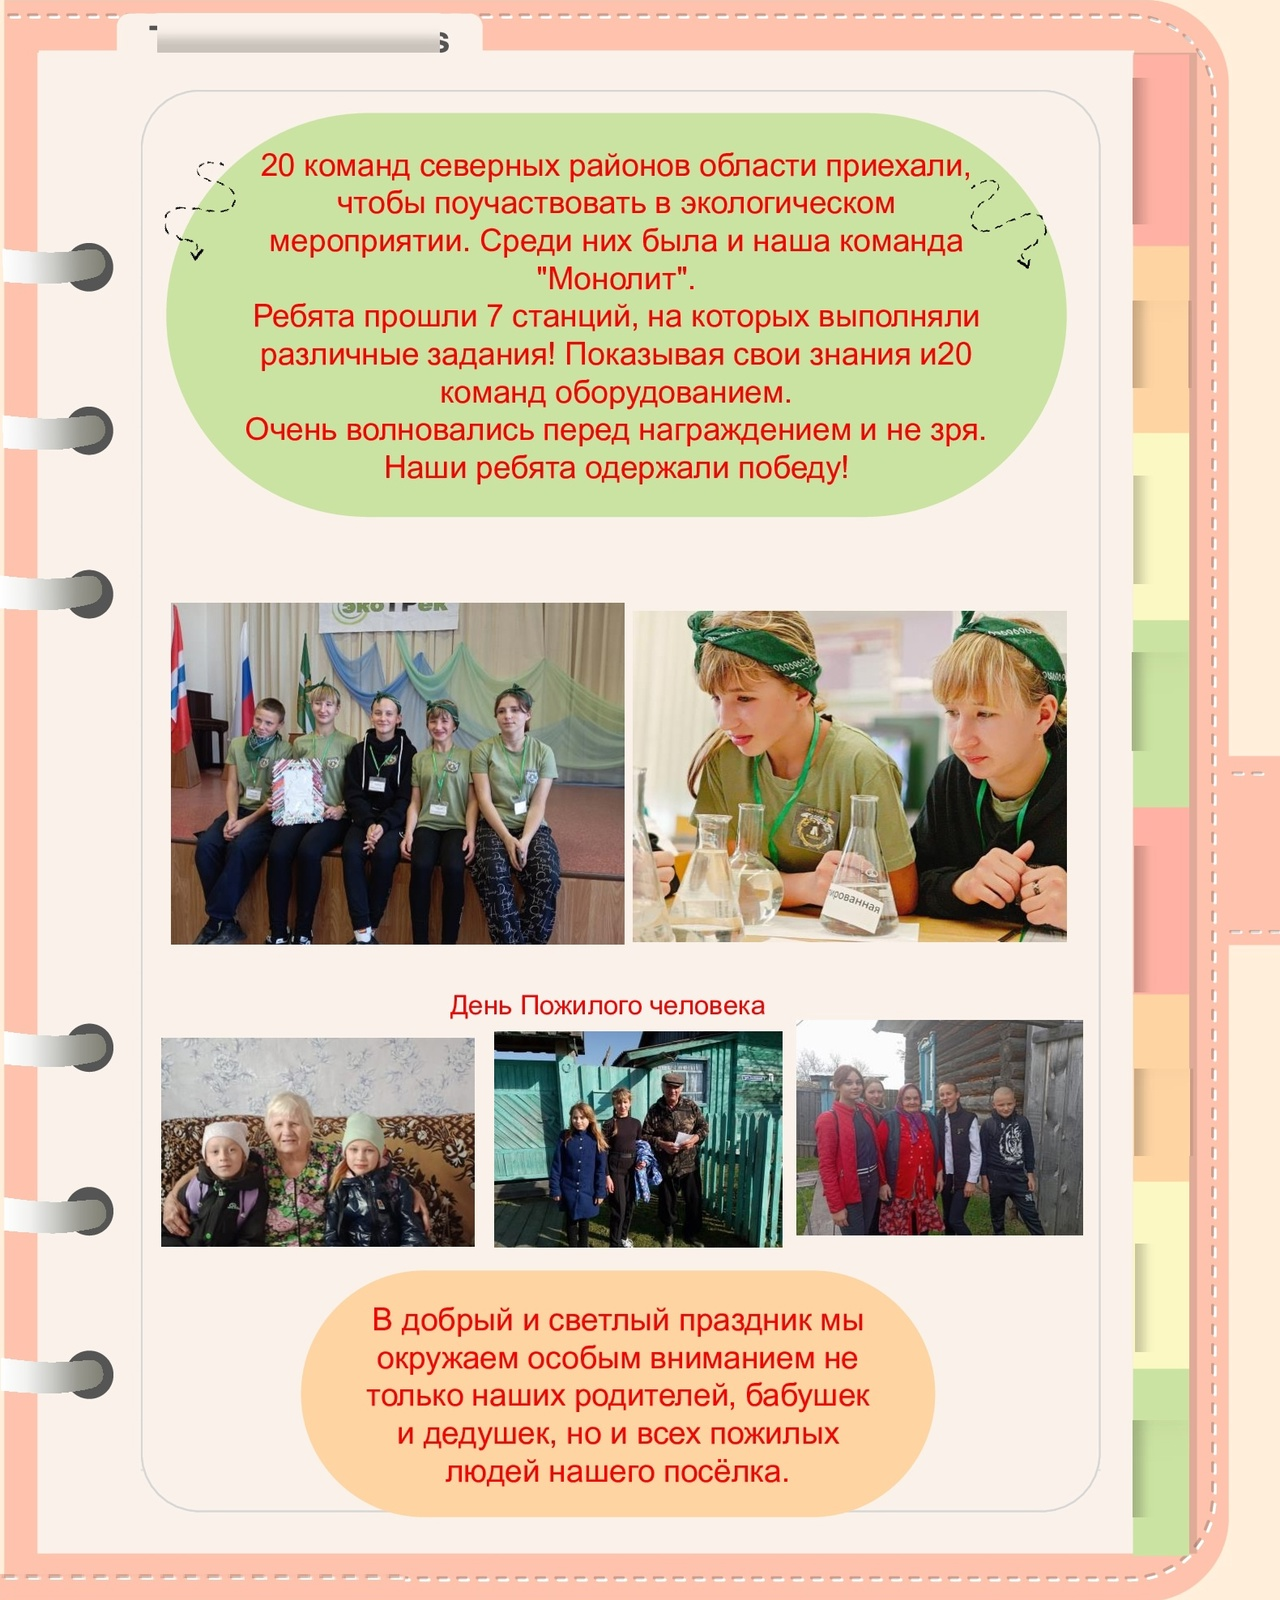 20 команд северных районов области приехали,
чтобы поучаствовать в экологическом
мероприятии. Среди них была и наша команда
"Монолит".
Ребята прошли 7 станций, на которых выполняли
различные задания! Показывая свои знания и20
команд оборудованием.
Очень волновались перед награждением и не зря.
Наши ребята одержали победу!
экоТРек
ированная
День Пожилого человека
В добрый и светлый праздник мы
окружаем особым вниманием не
только наших родителей, бабушек
и дедушек, но и всех пожилых
людей нашего посёлка.